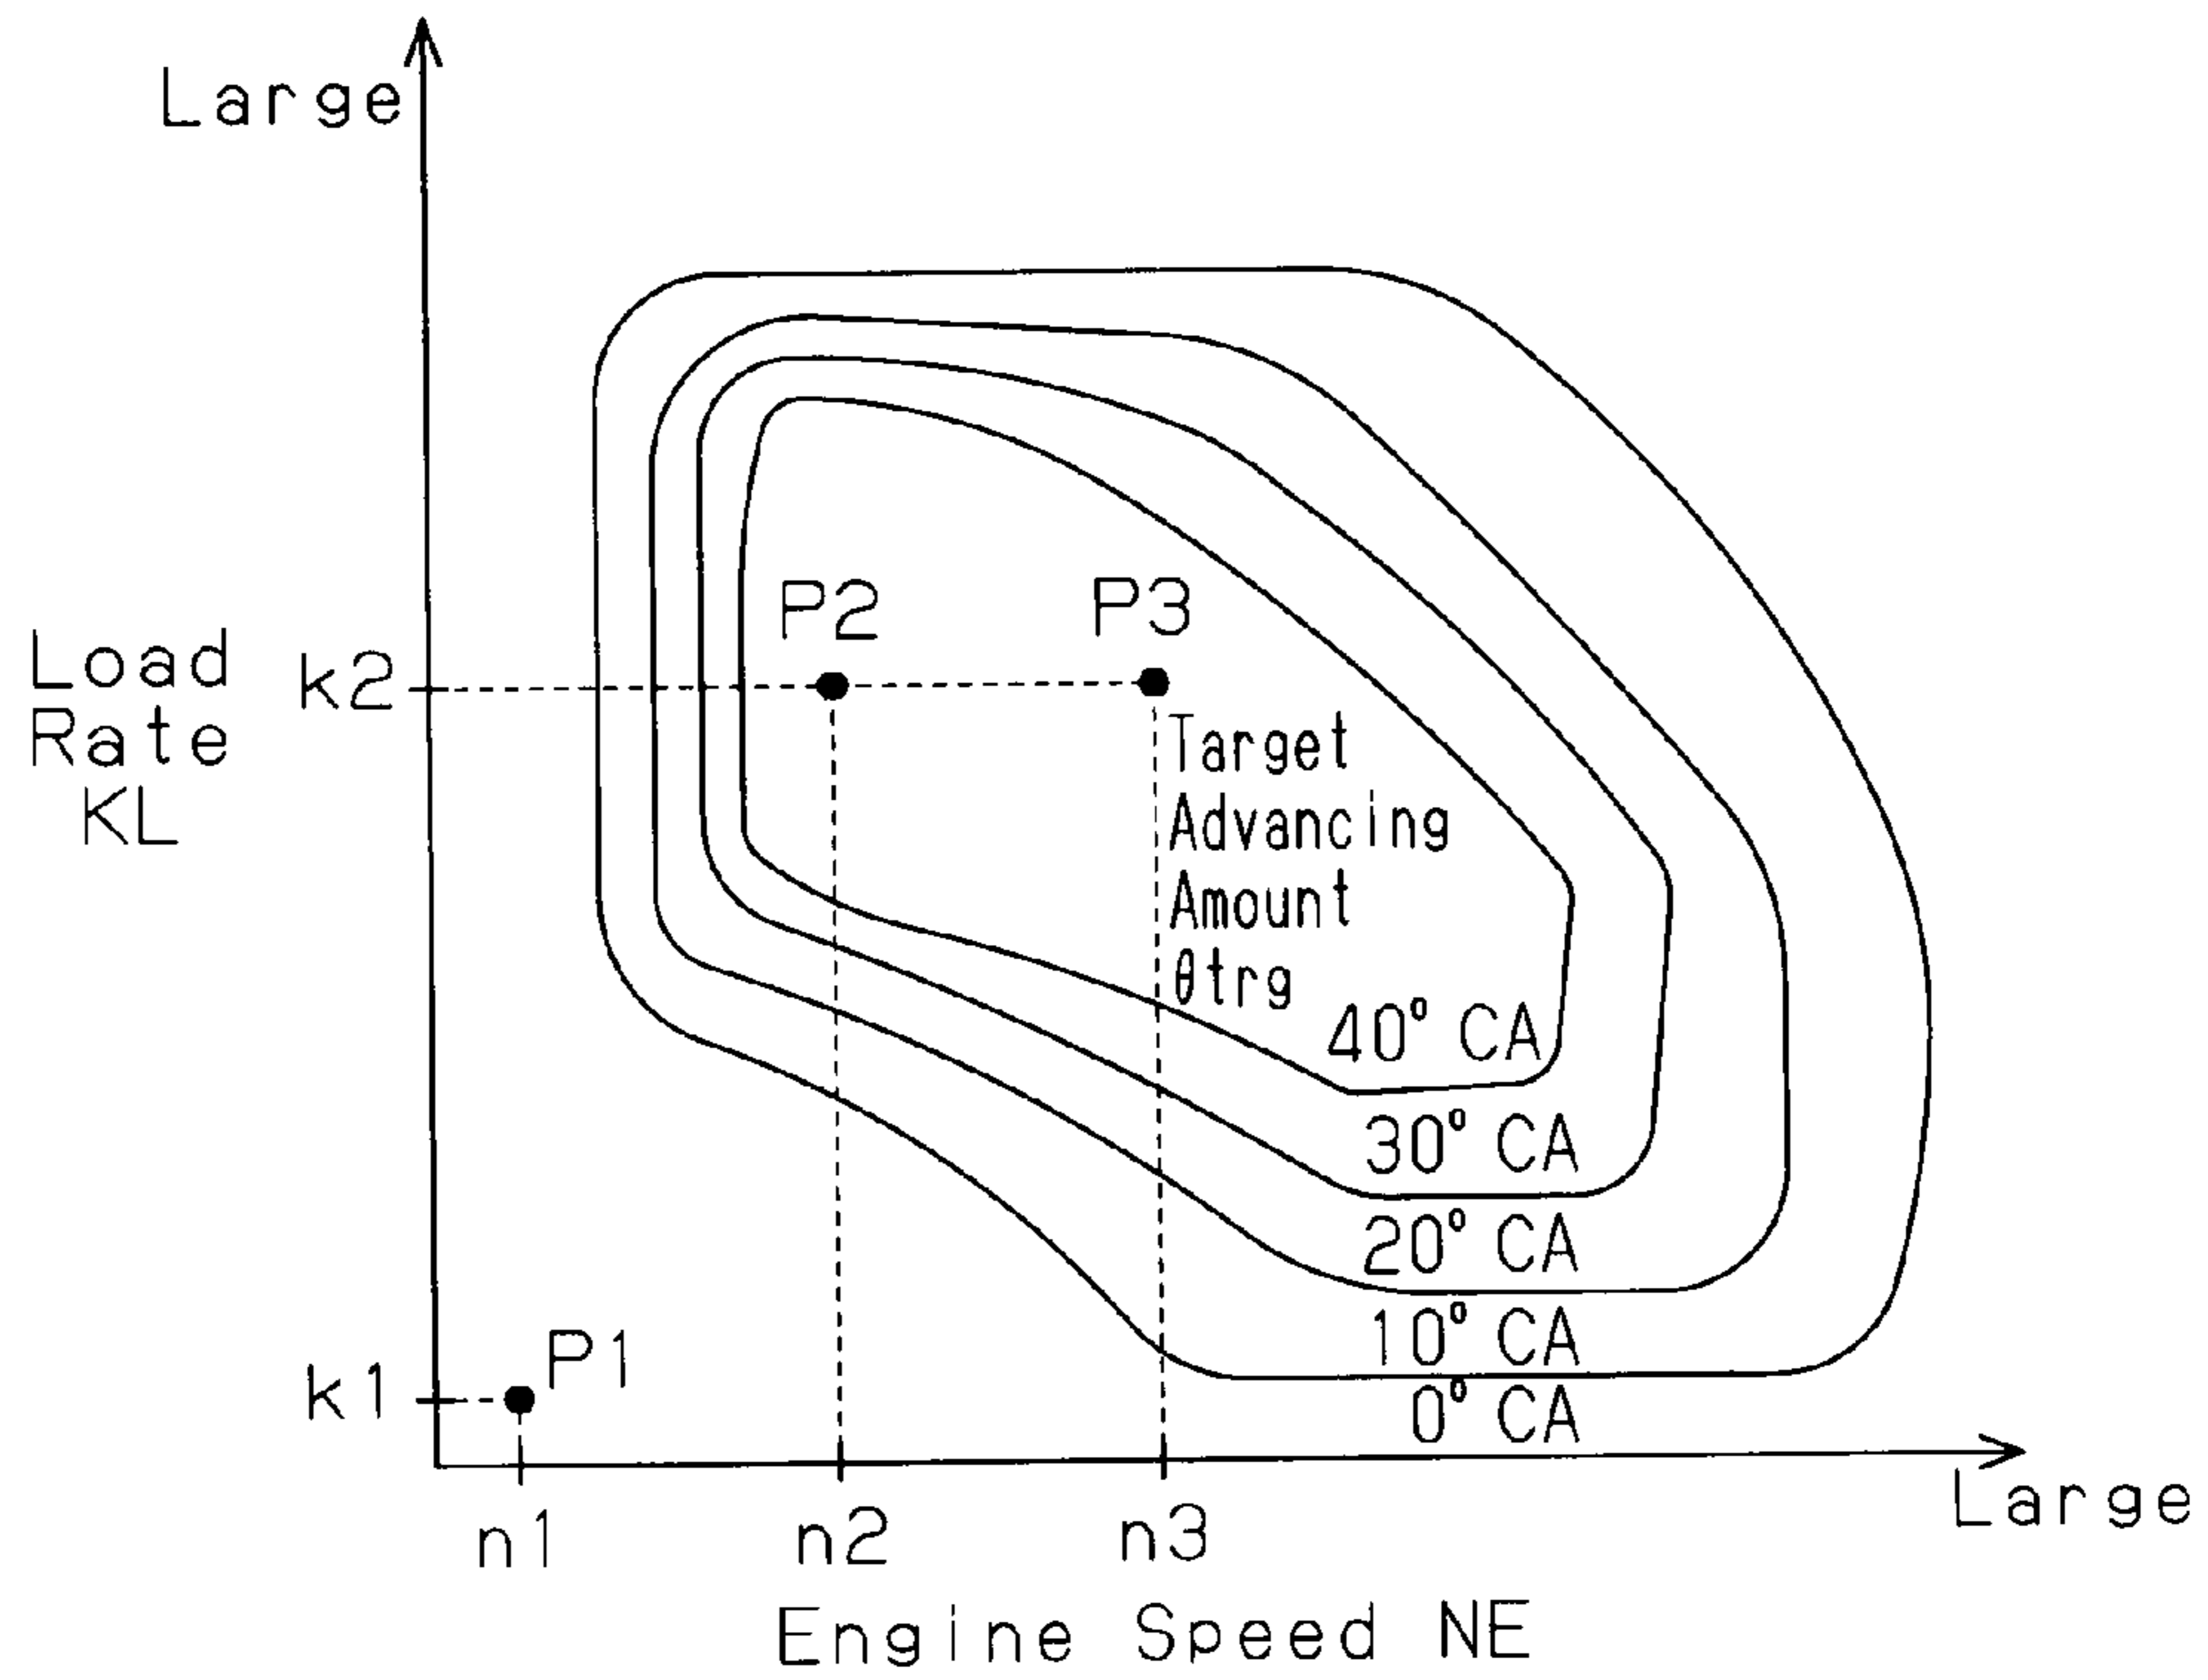 Large
P2
P3
Load
Rate
KL
k2
Target
Advancing
Amount
θtrg
40° CA
30° CA
20° CA
10° CA
0° CA
P1
k1
Large
n1
n2
n3
Engine Speed NE